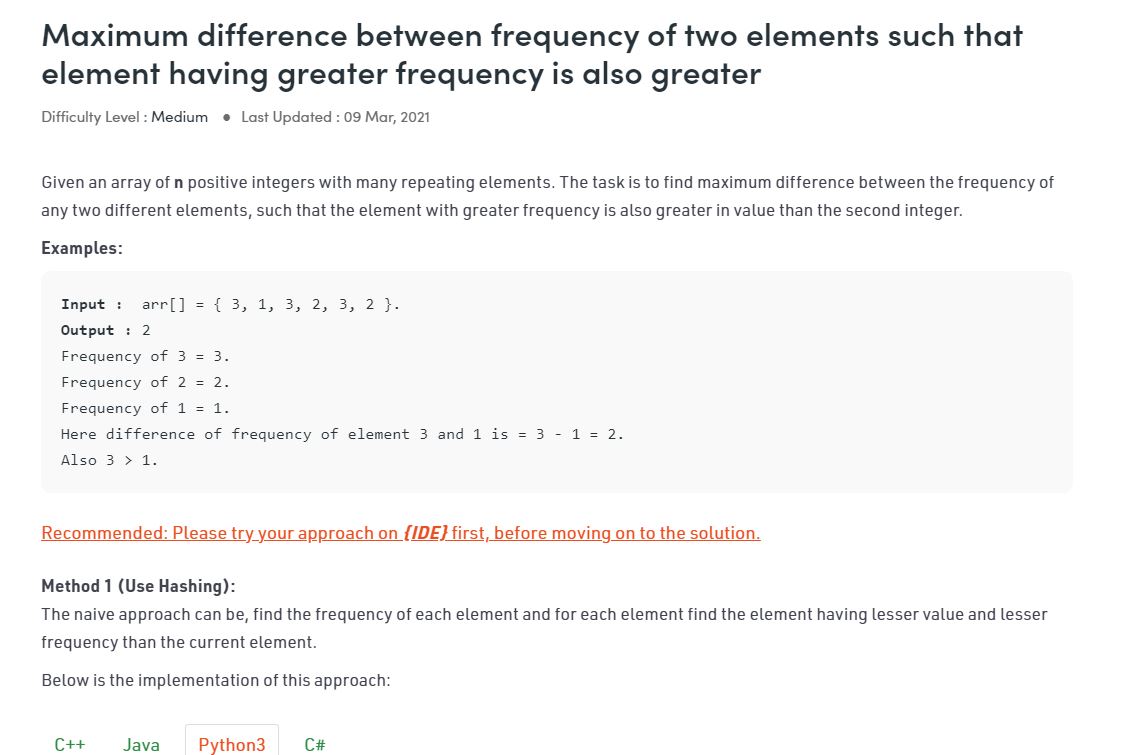 Maximum difference between frequency of two elements such that
element having greater frequency is also greater
Difficulty Level : Medium ● Last Updated : 09 Mar, 2021
Given an array of n positive integers with many repeating elements. The task is to find maximum difference between the frequency of
any two different elements, such that the element with greater frequency is also greater in value than the second integer.
Examples:
Input :  arr[] = { 3, 1, 3, 2, 3, 2 }.
Output : 2
Frequency of 3 = 3.
Frequency of 2 = 2.
Frequency of 1 = 1.
Here difference of frequency of element 3 and 1 is = 3 - 1 = 2.
Also 3 > 1.
Recommended: Please try your approach on {IDE} first, before moving on to the solution.
Method 1 (Use Hashing):
The naive approach can be, find the frequency of each element and for each element find the element having lesser value and lesser
frequency than the current element.
Below is the implementation of this approach:
C++ Java Python3 C#